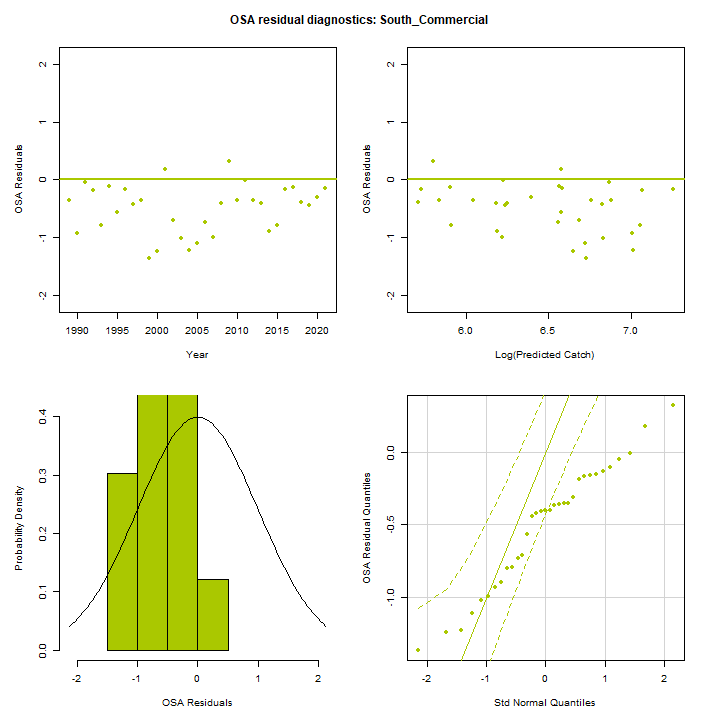 OSA residual diagnostics: South_Commercial
OSA Residuals
2
1
0
-1
-2
1990 1995 2000 2005 2010 2015 2020
Year
OSA Residuals
2
1
0
-1
-2
6.0 6.5 7.0
Log(Predicted Catch)
Probability Density
0.4
0.3
0.2
0.1
0.0
-2 -1 0 1 2
OSA Residuals
OSA Residual Quantiles
0.0
-0.5
-1.0
-2 -1 0 1 2
Std Normal Quantiles